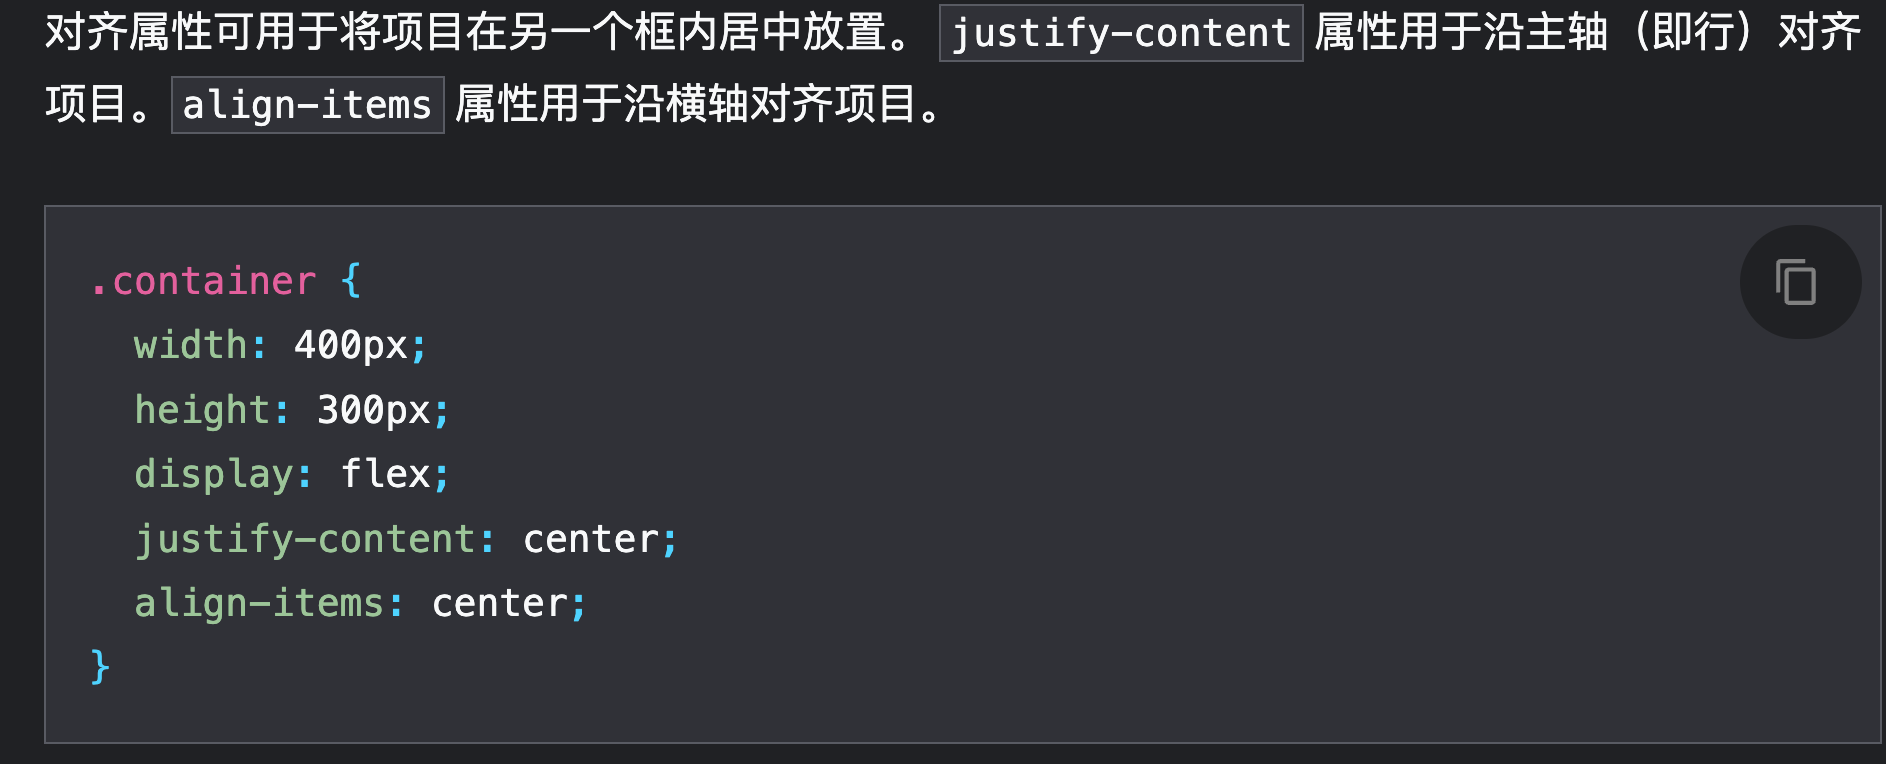 对齐属性可用于将项目在另一个框内居中放置。 justify-content 属性用于沿主轴（即行）对齐
项目。 align-items 属性用于沿横轴对齐项目。
.container {
  width: 400px;
  height: 300px;
  display: flex;
  justify-content: center;
  align-items: center;
}